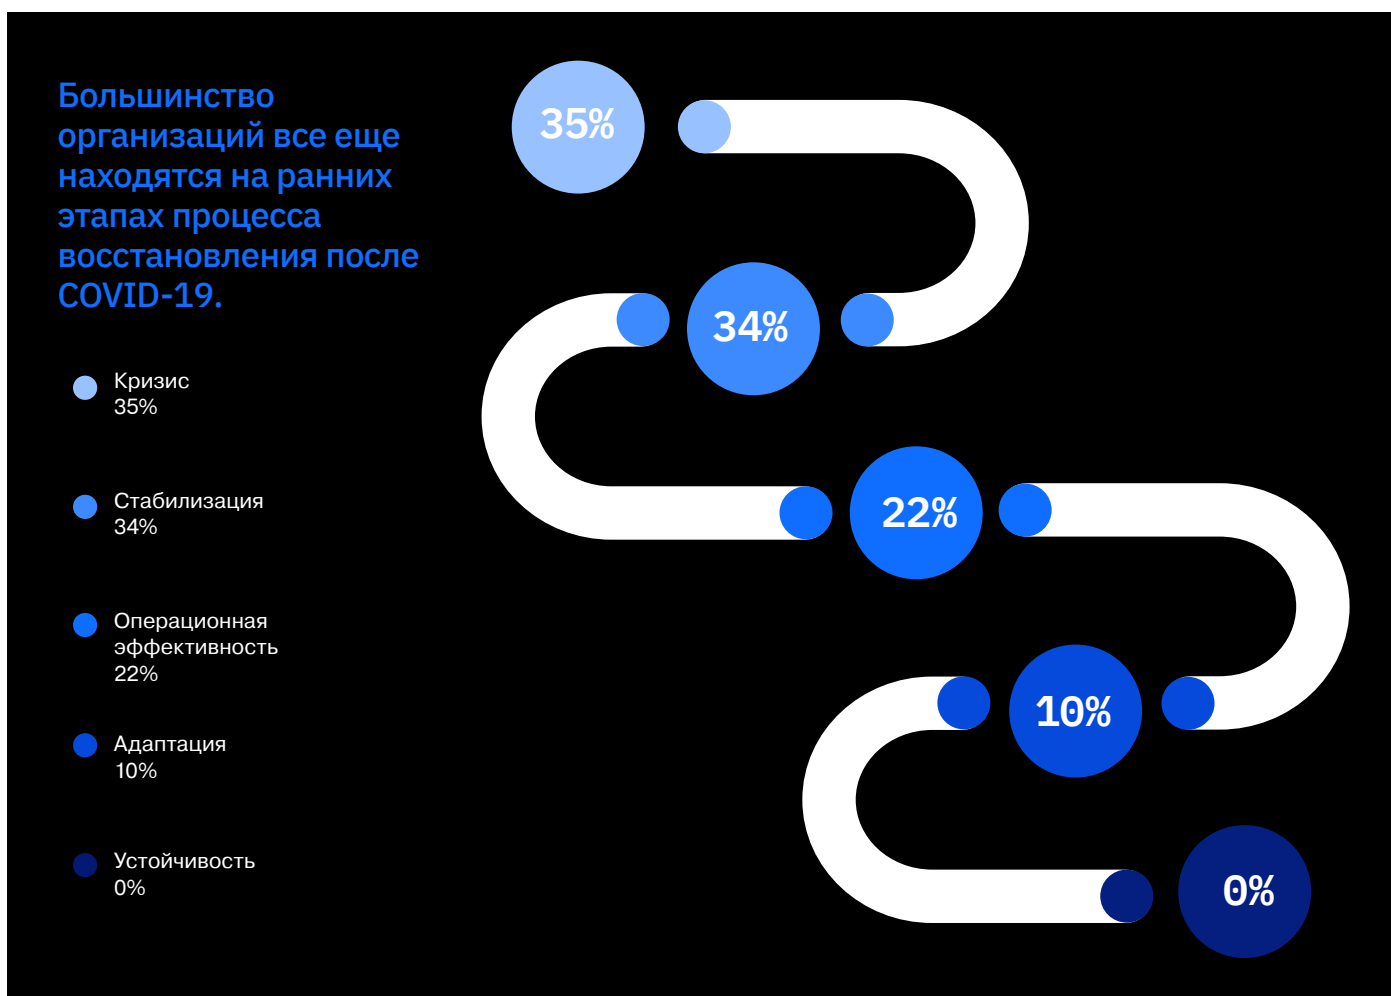 Большинство
организаций все еще
находятся на ранних
этапах процесса
восстановления после
COVID-19.
Кризис
35%
Стабилизация
34%
Операционная
эффективность
22%
Адаптация
10%
Устойчивость
0%
35%
34%
22%
10%
0%